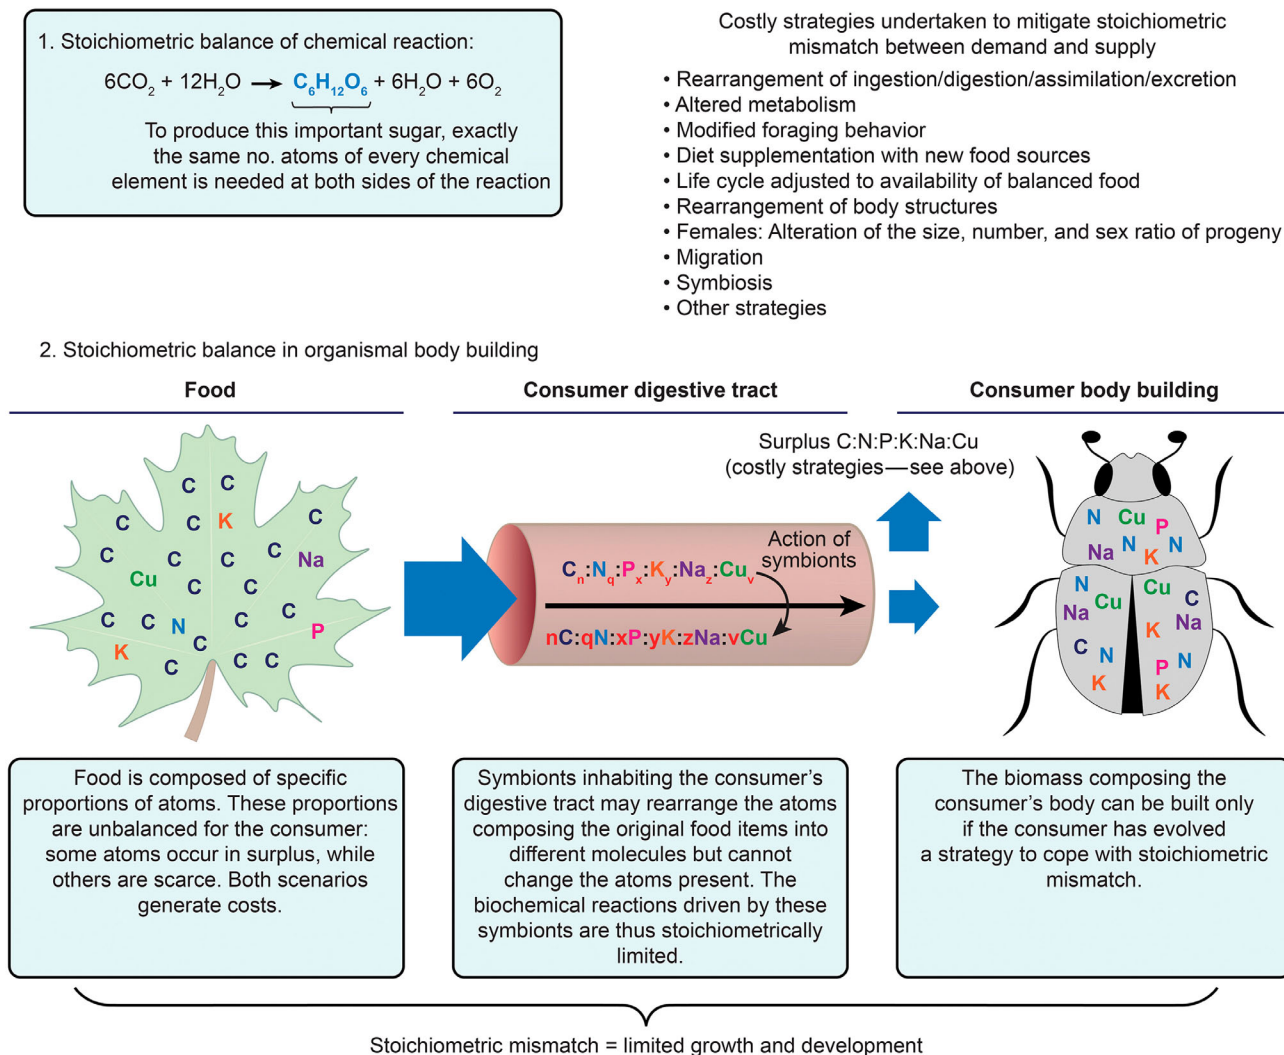 1. Stoichiometric balance of chemical reaction:
6CO₂ + 12H₂O → C₆H₁₂O₆ + 6H₂O + 6O₂
To produce this important sugar, exactly
the same no. atoms of every chemical
element is needed at both sides of the reaction
Costly strategies undertaken to mitigate stoichiometric
mismatch between demand and supply
• Rearrangement of ingestion/digestion/assimilation/excretion
• Altered metabolism
• Modified foraging behavior
• Diet supplementation with new food sources
• Life cycle adjusted to availability of balanced food
• Rearrangement of body structures
• Females: Alteration of the size, number, and sex ratio of progeny
• Migration
• Symbiosis
• Other strategies
2. Stoichiometric balance in organismal body building
Food
C C
C C K C
C C C C Na
Cu C C
C C N C C P
K C C C C
Consumer digestive tract
Surplus C:N:P:K:Na:Cu
(costly strategies—see above)
Action of
symbionts
Cₙ:N_q:Pₓ:K_y:Na_z:Cuᵥ
nC:qN:xP:yK:zNa:vCu
Consumer body building
N Cu P
Na N K N
N Cu Cu C
Na K Na
C N P N
K K
Food is composed of specific
proportions of atoms. These proportions
are unbalanced for the consumer:
some atoms occur in surplus, while
others are scarce. Both scenarios
generate costs.
Symbionts inhabiting the consumer's
digestive tract may rearrange the atoms
composing the original food items into
different molecules but cannot
change the atoms present. The
biochemical reactions driven by these
symbionts are thus stoichiometrically
limited.
The biomass composing the
consumer's body can be built only
if the consumer has evolved
a strategy to cope with stoichiometric
mismatch.
Stoichiometric mismatch = limited growth and development